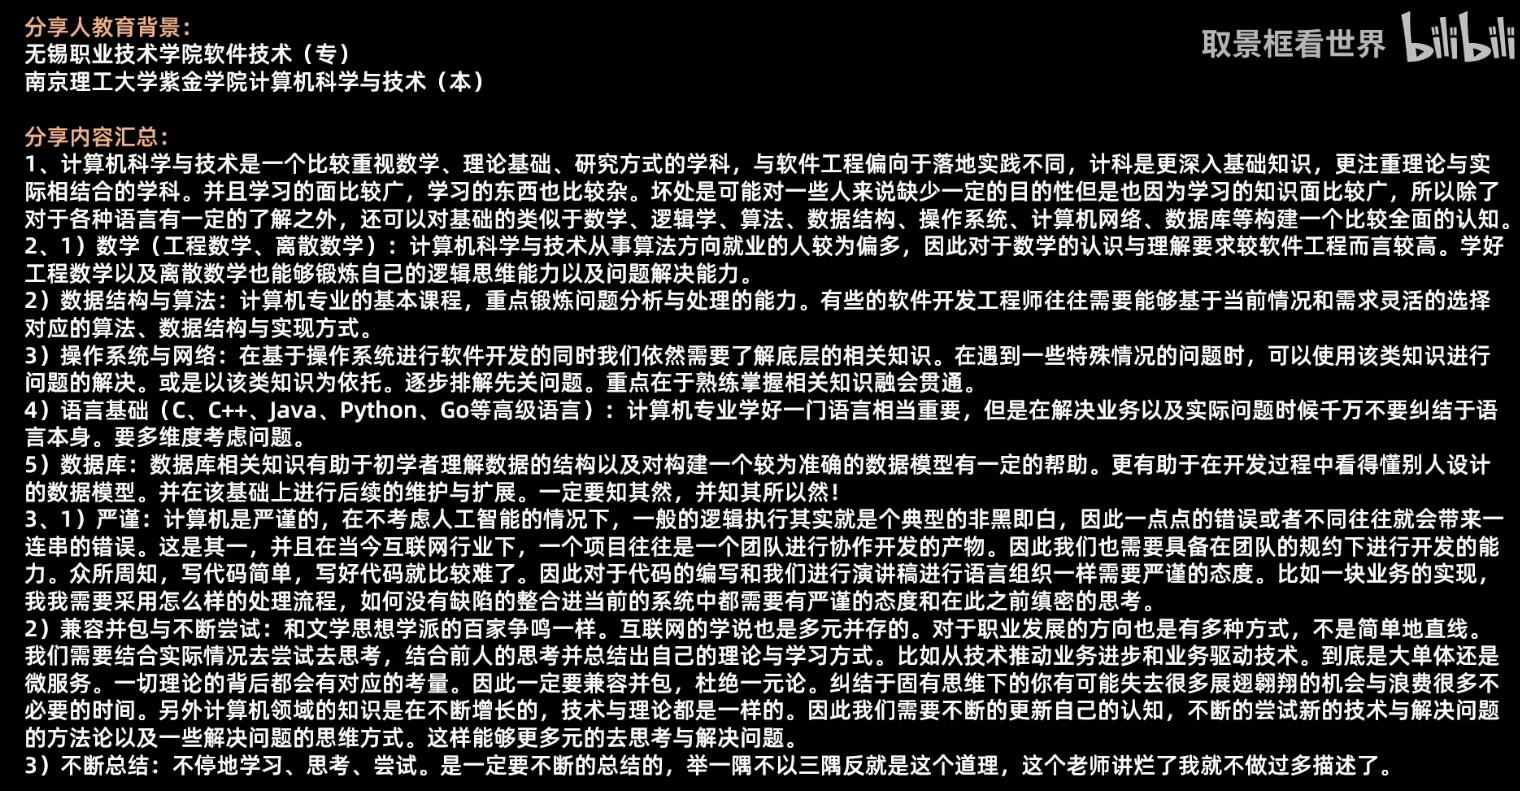 分享人教育背景：
取景框看世界 bilibili
无锡职业技术学院软件技术（专）
南京理工大学紫金学院计算机科学与技术（本）
分享内容汇总：
1、计算机科学与技术是一个比较重视数学、理论基础、研究方式的学科，与软件工程偏向于落地实践不同，计科是更深入基础知识，更注重理论与实
际相结合的学科。并且学习的面比较广，学习的东西也比较杂。坏处是可能对一些人来说缺少一定的目的性但是也因为学习的知识面比较广，所以除了
对于各种语言有一定的了解之外，还可以对基础的类似于数学、逻辑学、算法、数据结构、操作系统、计算机网络、数据库等构建一个比较全面的认知。
2、1）数学（工程数学、离散数学）：计算机科学与技术从事算法方向就业的人较为偏多，因此对于数学的认识与理解要求较软件工程而言较高。学好
工程数学以及离散数学也能够锻炼自己的逻辑思维能力以及问题解决能力。
2）数据结构与算法：计算机专业的基本课程，重点锻炼问题分析与处理的能力。有些的软件开发工程师往往需要能够基于当前情况和需求灵活的选择
对应的算法、数据结构与实现方式。
3）操作系统与网络：在基于操作系统进行软件开发的同时我们依然需要了解底层的相关知识。在遇到一些特殊情况的问题时，可以使用该类知识进行
问题的解决。或是以该类知识为依托。逐步排解先关问题。重点在于熟练掌握相关知识融会贯通。
4）语言基础（C、C++、Java、Python、Go等高级语言）：计算机专业学好一门语言相当重要，但是在解决业务以及实际问题时候千万不要纠结于语
言本身。要多维度考虑问题。
5）数据库：数据库相关知识有助于初学者理解数据的结构以及对构建一个较为准确的数据模型有一定的帮助。更有助于在开发过程中看得懂别人设计
的数据模型。并在该基础上进行后续的维护与扩展。一定要知其然，并知其所以然！
3、1）严谨：计算机是严谨的，在不考虑人工智能的情况下，一般的逻辑执行其实就是个典型的非黑即白，因此一点点的错误或者不同往往就会带来一
连串的错误。这是其一，并且在当今互联网行业下，一个项目往往是一个团队进行协作开发的产物。因此我们也需要具备在团队的规约下进行开发的能
力。众所周知，写代码简单，写好代码就比较难了。因此对于代码的编写和我们进行演讲稿进行语言组织一样需要严谨的态度。比如一块业务的实现，
我我需要采用怎么样的处理流程，如何没有缺陷的整合进当前的系统中都需要有严谨的态度和在此之前缜密的思考。
2）兼容并包与不断尝试：和文学思想学派的百家争鸣一样。互联网的学说也是多元并存的。对于职业发展的方向也是有多种方式，不是简单地直线。
我们需要结合实际情况去尝试去思考，结合前人的思考并总结出自己的理论与学习方式。比如从技术推动业务进步和业务驱动技术。到底是大单体还是
微服务。一切理论的背后都会有对应的考量。因此一定要兼容并包，杜绝一元论。纠结于固有思维下的你有可能失去很多展翅翱翔的机会与浪费很多不
必要的时间。另外计算机领域的知识是在不断增长的，技术与理论都是一样的。因此我们需要不断的更新自己的认知，不断的尝试新的技术与解决问题
的方法论以及一些解决问题的思维方式。这样能够更多元的去思考与解决问题。
3）不断总结：不停地学习、思考、尝试。是一定要不断的总结的，举一隅不以三隅反就是这个道理，这个老师讲烂了我就不做过多描述了。